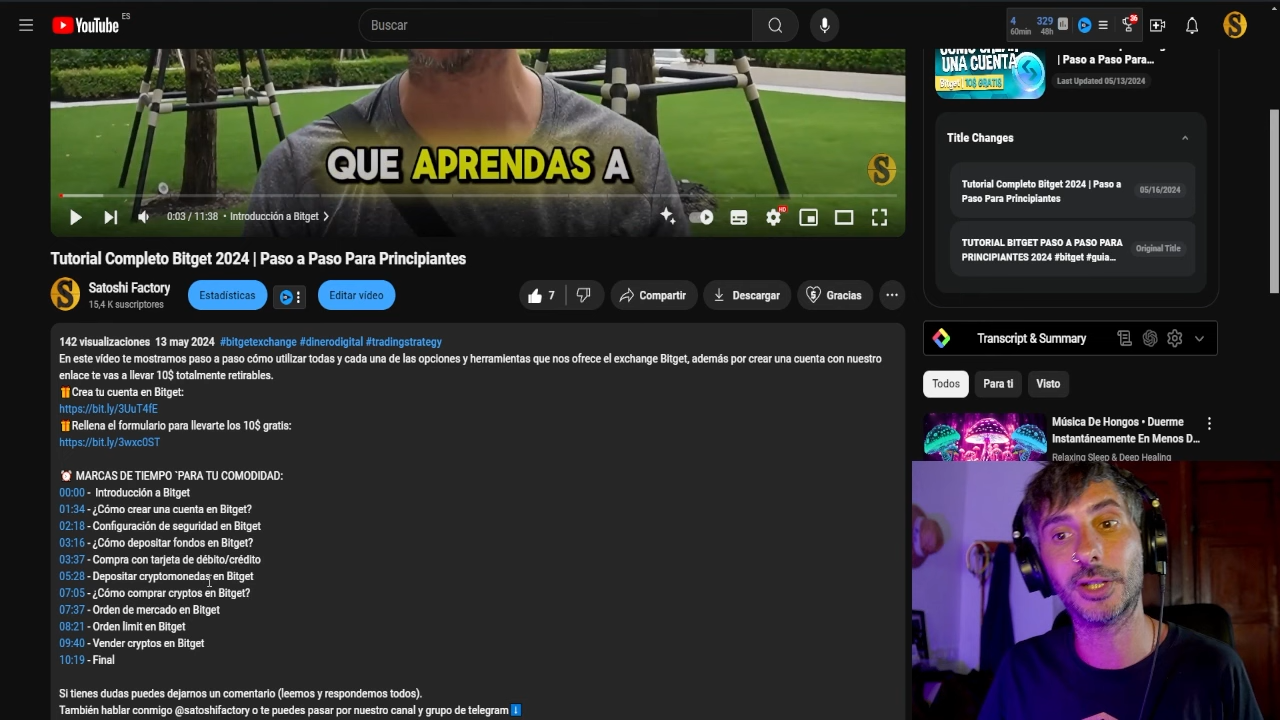 YouTube ES
Buscar
4
60min
329
48h
36
UNA CUENTA
Bitget 10$ GRATIS
| Paso a Paso Para...
Last Updated 05/13/2024
Title Changes
Tutorial Completo Bitget 2024 | Paso a
Paso Para Principiantes
05/16/2024
TUTORIAL BITGET PASO A PASO PARA
PRINCIPIANTES 2024 #bitget #guia...
Original Title
QUE APRENDAS A
0:03 / 11:38 • Introducción a Bitget
HD
Tutorial Completo Bitget 2024 | Paso a Paso Para Principiantes
Satoshi Factory
15,4 K suscriptores
Estadísticas
Editar vídeo
7
Compartir
Descargar
Gracias
142 visualizaciones 13 may 2024 #bitgetexchange #dinerodigital #tradingstrategy
En este vídeo te mostramos paso a paso cómo utilizar todas y cada una de las opciones y herramientas que nos ofrece el exchange Bitget, además por crear una cuenta con nuestro
enlace te vas a llevar 10$ totalmente retirables.
🎁Crea tu cuenta en Bitget:
https://bit.ly/3UuT4fE
🎁Rellena el formulario para llevarte los 10$ gratis:
https://bit.ly/3wxc0ST
⏰ MARCAS DE TIEMPO `PARA TU COMODIDAD:
00:00 - Introducción a Bitget
01:34 - ¿Cómo crear una cuenta en Bitget?
02:18 - Configuración de seguridad en Bitget
03:16 - ¿Cómo depositar fondos en Bitget?
03:37 - Compra con tarjeta de débito/crédito
05:28 - Depositar cryptomonedas en Bitget
07:05 - ¿Cómo comprar cryptos en Bitget?
07:37 - Orden de mercado en Bitget
08:21 - Orden limit en Bitget
09:40 - Vender cryptos en Bitget
10:19 - Final
Si tienes dudas puedes dejarnos un comentario (leemos y respondemos todos).
También hablar conmigo @satoshifactory o te puedes pasar por nuestro canal y grupo de telegram⬇️
Transcript & Summary
Todos
Para ti
Visto
Música De Hongos • Duerme
Instantáneamente En Menos D...
Relaxing Sleep & Deep Healing